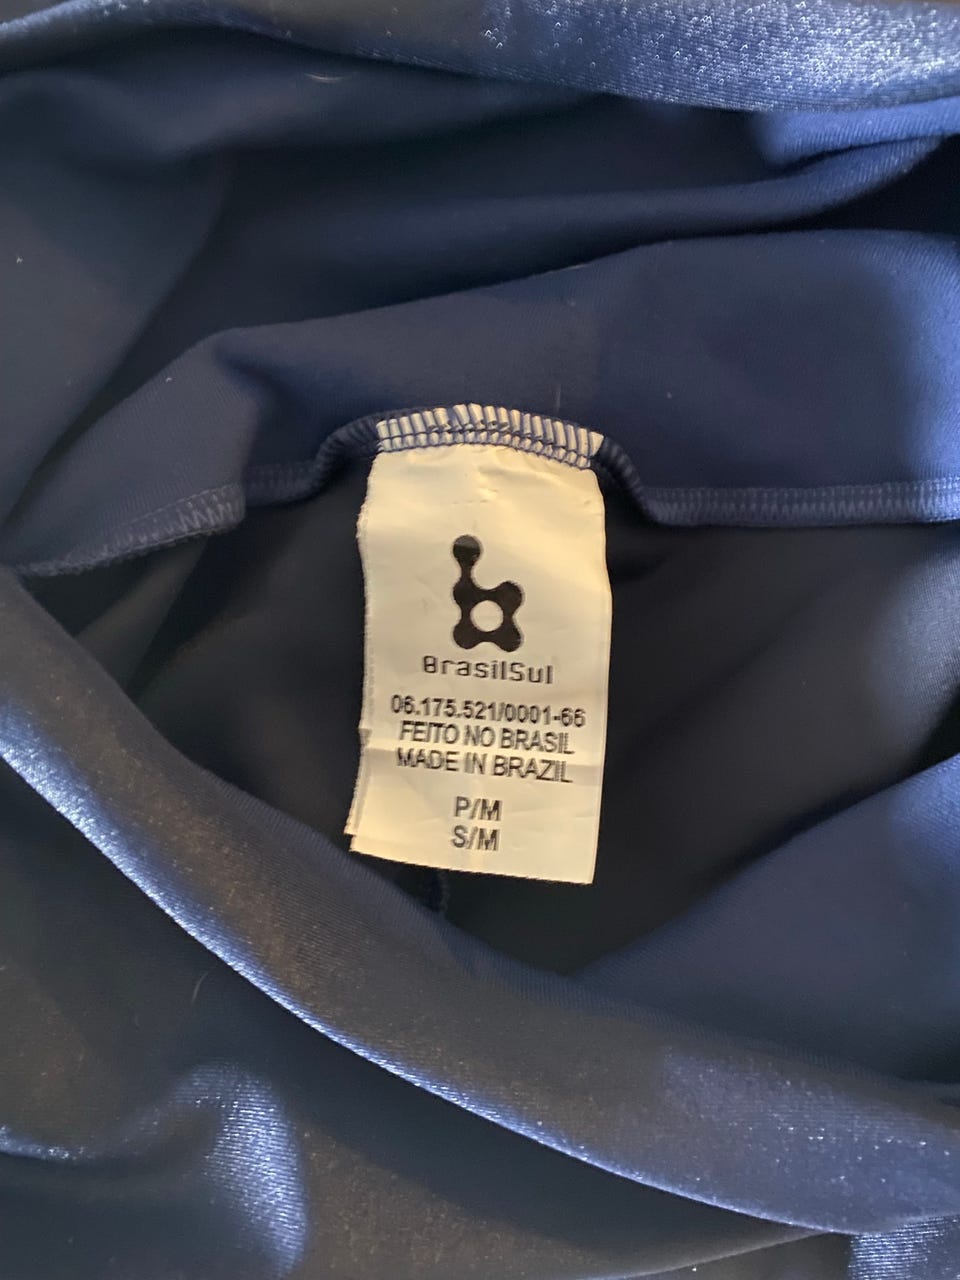 BrasilSul
06.175.521/0001-66
FEITO NO BRASIL
MADE IN BRAZIL
P/M
S/M